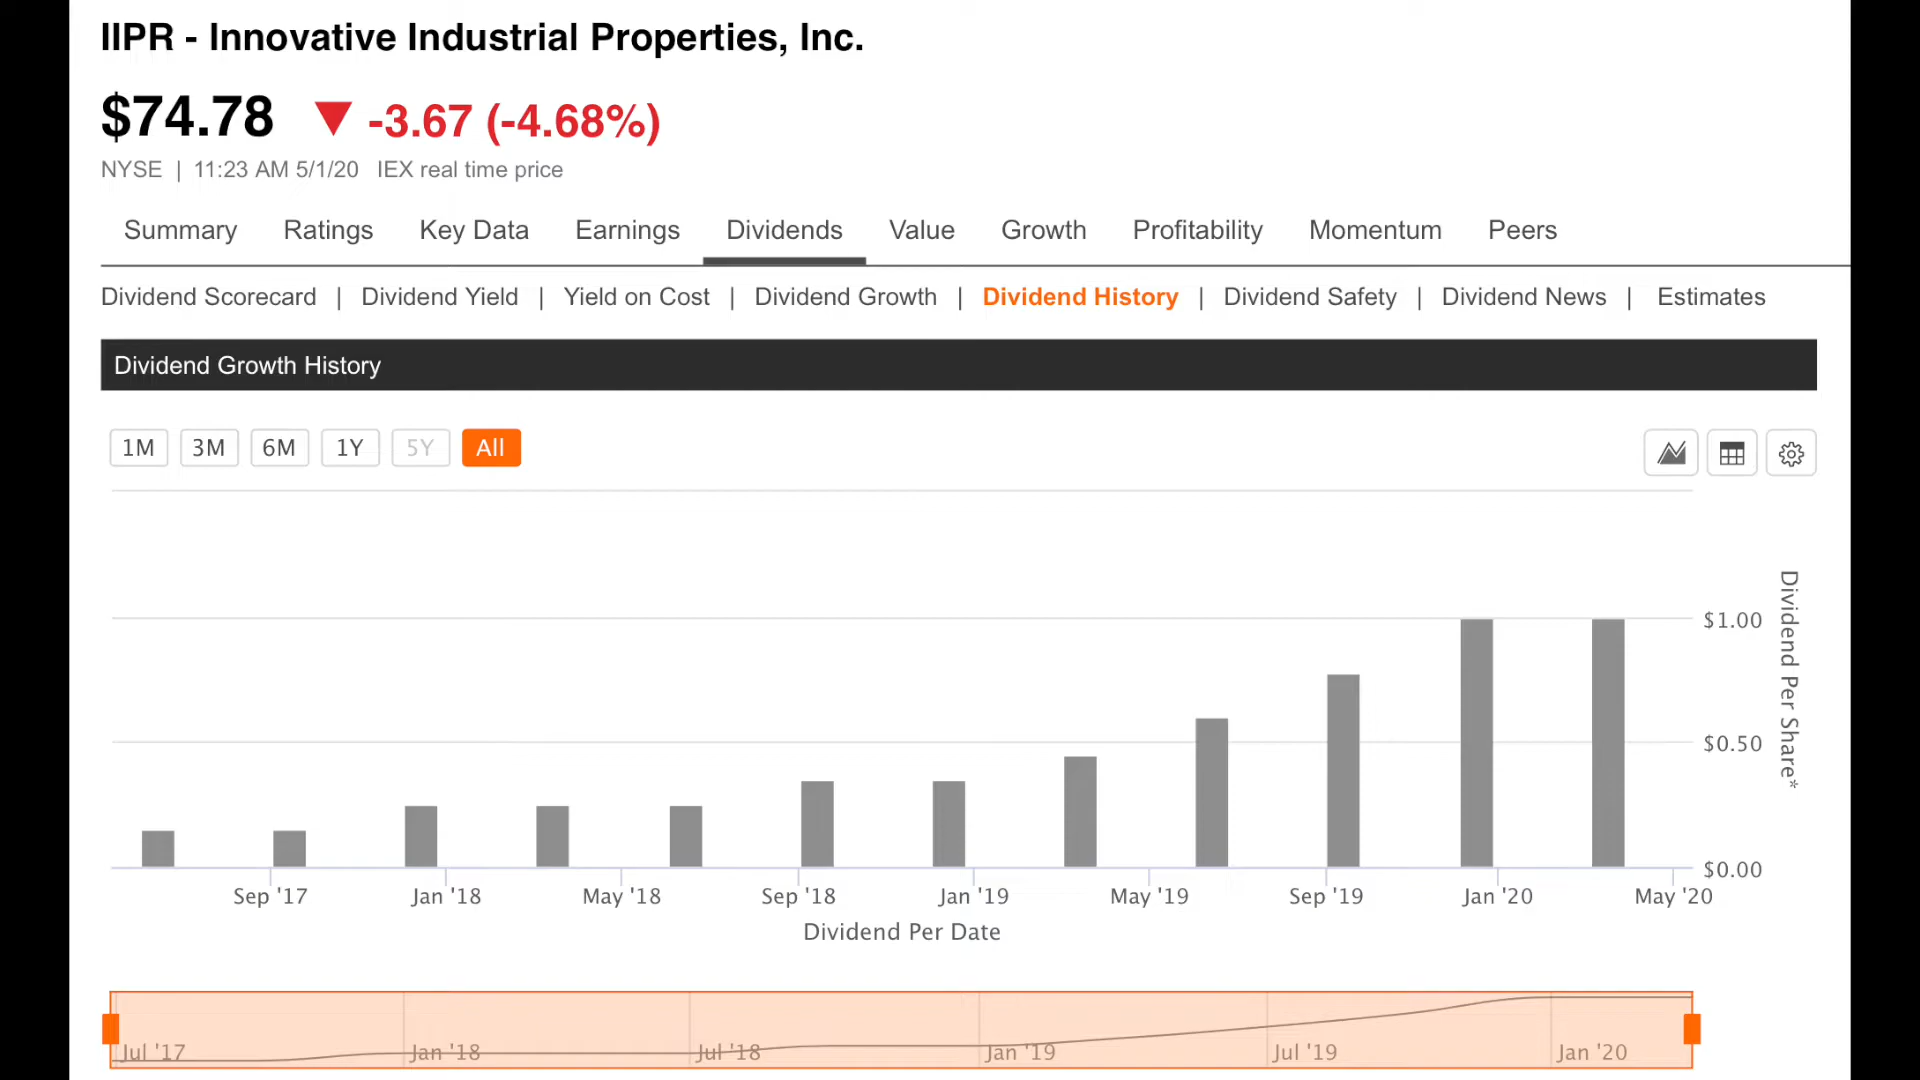 IIPR - Innovative Industrial Properties, Inc.
$74.78 ▼ -3.67 (-4.68%)
NYSE | 11:23 AM 5/1/20 IEX real time price
Summary Ratings Key Data Earnings Dividends Value Growth Profitability Momentum Peers
Dividend Scorecard | Dividend Yield | Yield on Cost | Dividend Growth | Dividend History | Dividend Safety | Dividend News | Estimates
Dividend Growth History
1M 3M 6M 1Y 5Y All
$1.00
$0.50
$0.00
Dividend Per Share*
Sep '17 Jan '18 May '18 Sep '18 Jan '19 May '19 Sep '19 Jan '20 May '20
Dividend Per Date
Jul '17 Jan '18 Jul '18 Jan '19 Jul '19 Jan '20